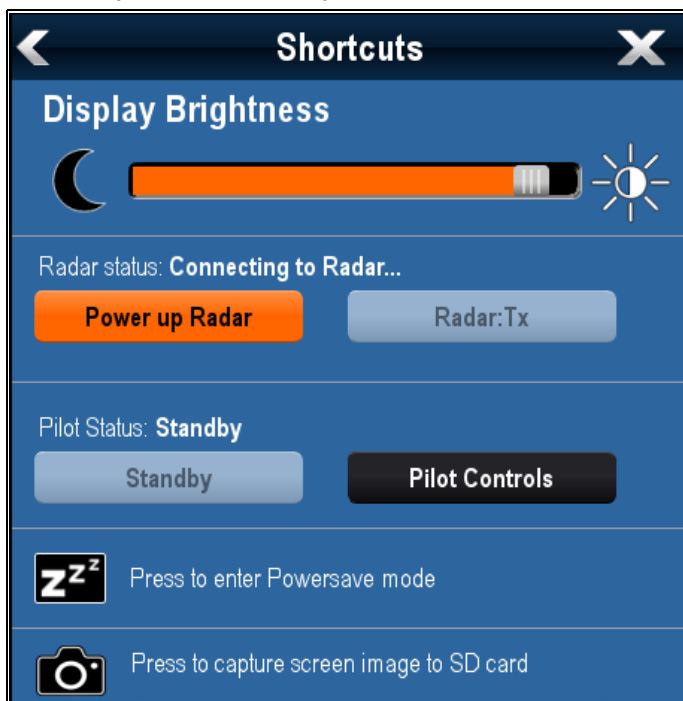 Shortcuts
Display Brightness
Radar status: Connecting to Radar...
Power up Radar Radar:Tx
Pilot Status: Standby
Standby Pilot Controls
zzz Press to enter Powersave mode
Press to capture screen image to SD card